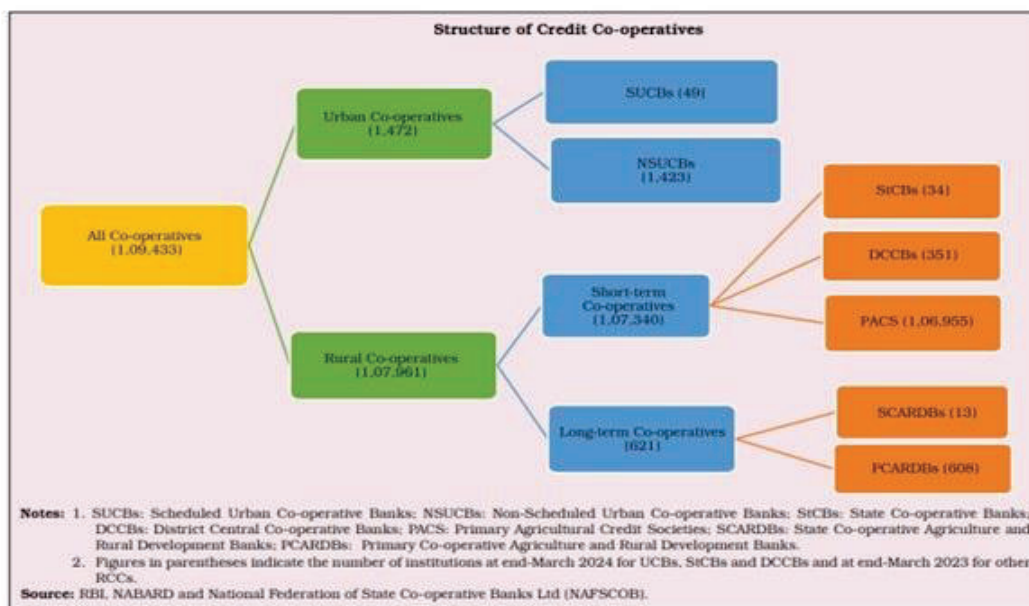 Structure of Credit Co-operatives
Urban Co-operatives
(1,472)
SUCBs (49)
NSUCBs
(1,423)
All Co-operatives
(1,09,433)
Rural Co-operatives
(1,07,961)
Short-term
Co-operatives
(1,07,340)
StCBs (34)
DCCBs (351)
PACS (1,06,955)
Long-term Co-operatives
(621)
SCARDBs (13)
PCARDBs (608)
Notes: 1. SUCBs: Scheduled Urban Co-operative Banks; NSUCBs: Non-Scheduled Urban Co-operative Banks; StCBs: State Co-operative Banks;
DCCBs: District Central Co-operative Banks; PACS: Primary Agricultural Credit Societies; SCARDBs: State Co-operative Agriculture and
Rural Development Banks; PCARDBs: Primary Co-operative Agriculture and Rural Development Banks.
2. Figures in parentheses indicate the number of institutions at end-March 2024 for UCBs, StCBs and DCCBs and at end-March 2023 for other
RCCs.
Source: RBI, NABARD and National Federation of State Co-operative Banks Ltd (NAFSCOB).